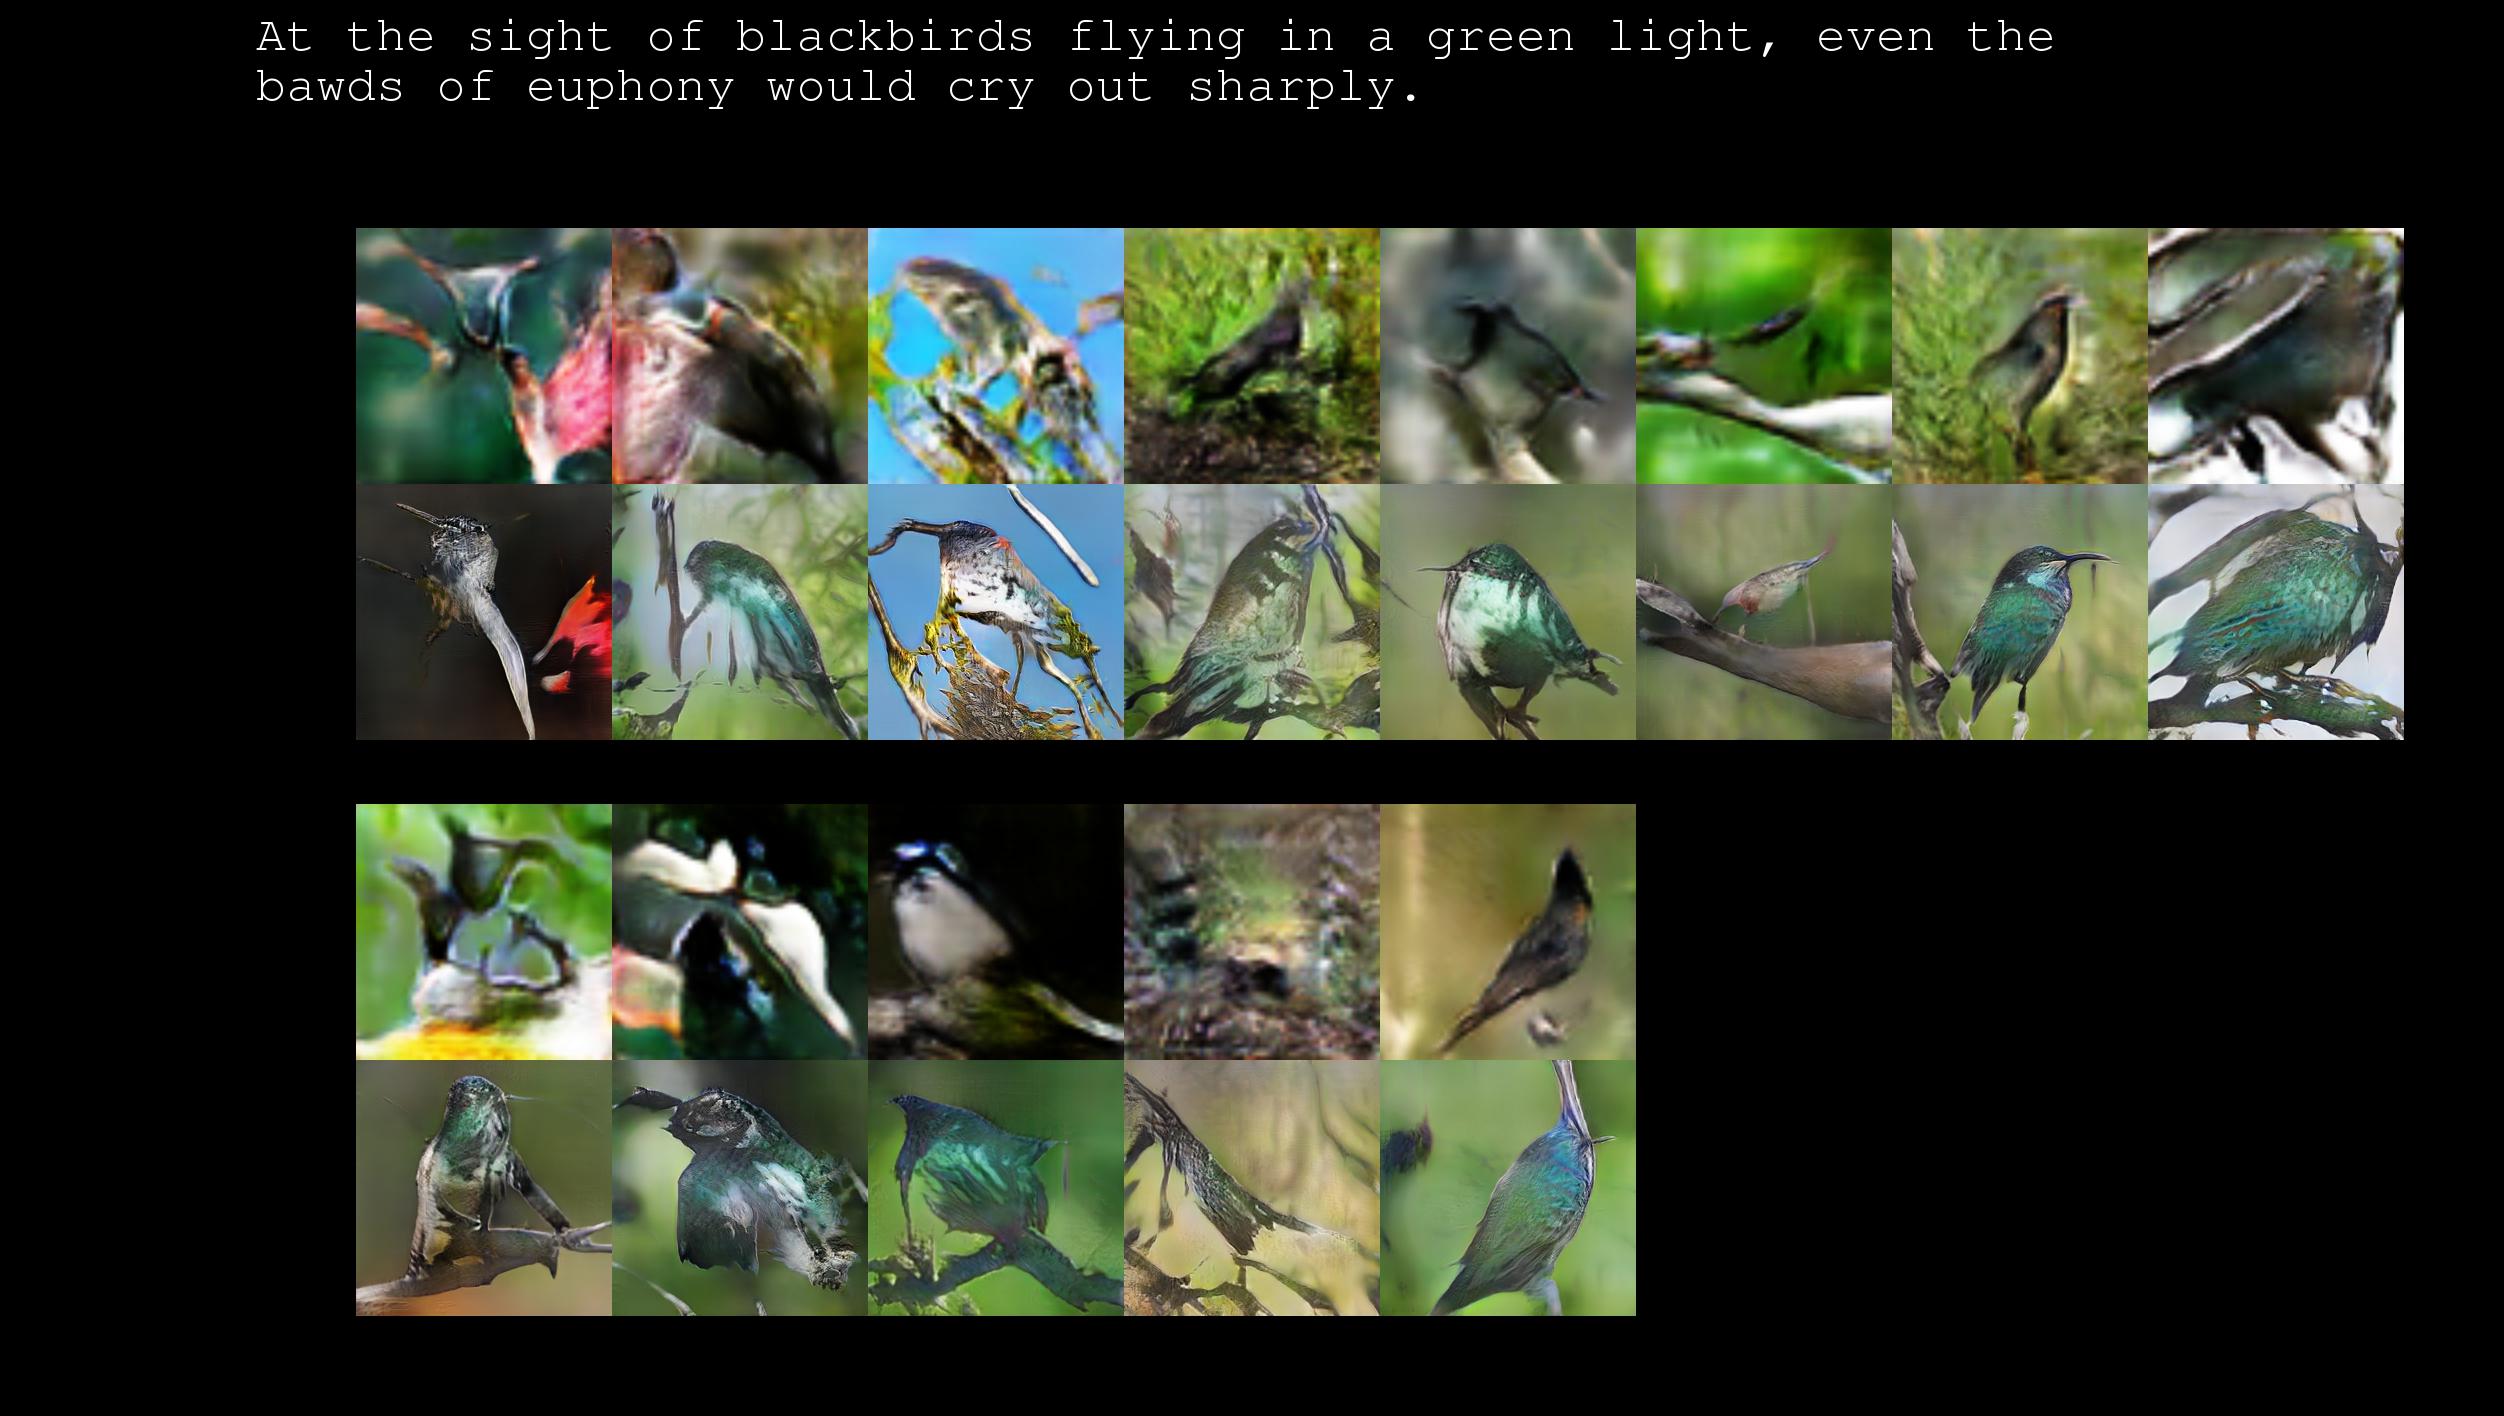 At the sight of blackbirds flying in a green light, even the
bawds of euphony would cry out sharply.